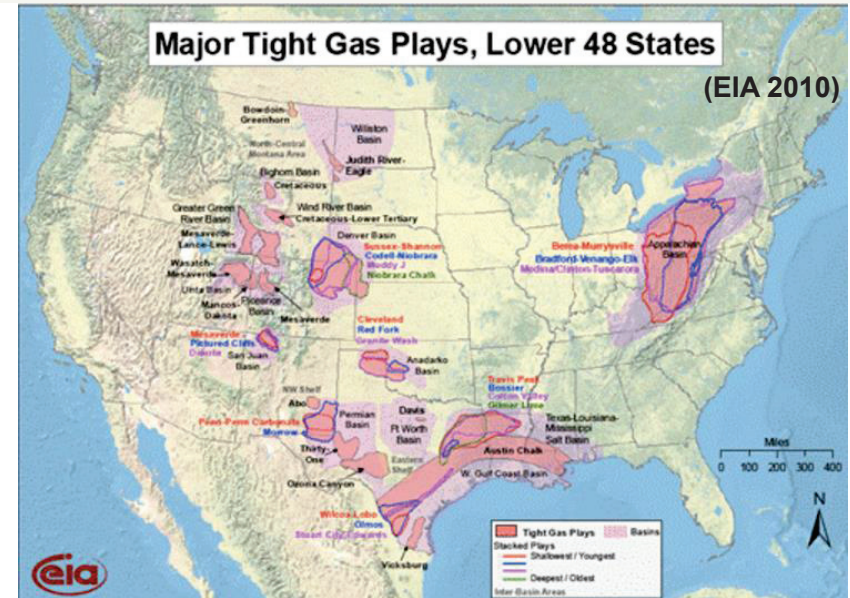 Major Tight Gas Plays, Lower 48 States
(EIA 2010)
Bowdoin-
Greenhorn
Williston
Basin
North-Central
Montana Area
Judith River-
Eagle
Bighorn Basin
Cretaceous
Greater Green
River Basin
Wind River Basin
Cretaceous-Lower Tertiary
Mesaverde-
Lance-Lewis
Denver Basin
Sussex-Shannon
Codell-Niobrara
Muddy J
Niobrara Chalk
Wasatch-
Mesaverde
Uinta Basin
Mancos-
Dakota
Piceance
Basin
Mesaverde
Berea-Murrysville
Bradford-Venango-Elk
Medina/Clinton-Tuscarora
Appalachian
Basin
Cleveland
Red Fork
Granite Wash
Mesaverde
Pictured Cliffs
Dakota
San Juan
Basin
Anadarko
Basin
NW Shelf
Abo
Penn-Perm Carbonate
Morrow
Permian
Basin
Davis
Ft Worth
Basin
Travis Peak
Bossier
Cotton Valley
Gilmer Lime
Texas-Louisiana-
Mississippi
Salt Basin
Thirty-
One
Ozona Canyon
Eastern
Shelf
Austin Chalk
W. Gulf Coast Basin
Wilcox-Lobo
Olmos
Stuart City-Edwards
Vicksburg
Miles
0 100 200 300 400
N
Tight Gas Plays
Basins
Stacked Plays
Shallowest / Youngest
Deepest / Oldest
Inter-Basin Areas
eia